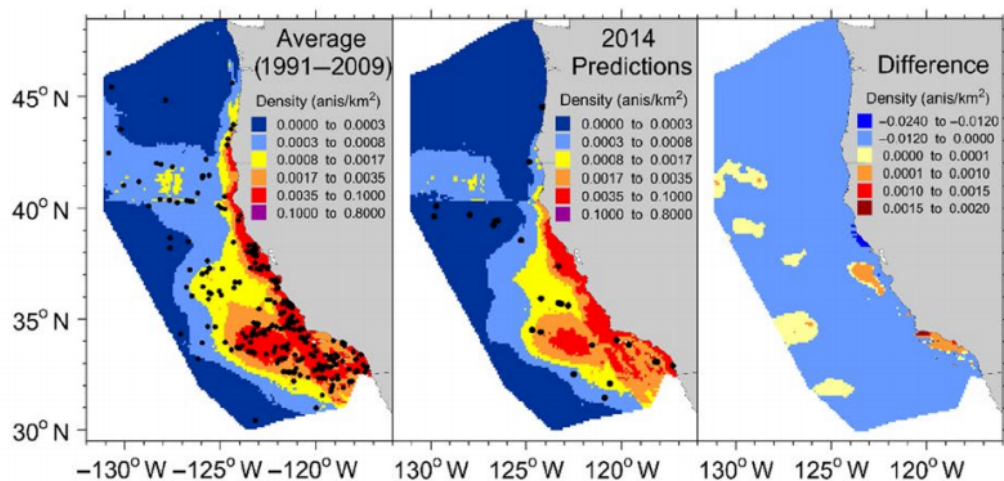 Average
(1991–2009)
Density (anis/km²)
0.0000 to 0.0003
0.0003 to 0.0008
0.0008 to 0.0017
0.0017 to 0.0035
0.0035 to 0.1000
0.1000 to 0.8000
2014
Predictions
Density (anis/km²)
0.0000 to 0.0003
0.0003 to 0.0008
0.0008 to 0.0017
0.0017 to 0.0035
0.0035 to 0.1000
0.1000 to 0.8000
Difference
Density (anis/km²)
−0.0240 to −0.0120
−0.0120 to 0.0000
0.0000 to 0.0001
0.0001 to 0.0010
0.0010 to 0.0015
0.0015 to 0.0020
45° N
40° N
35° N
30° N
−130° W −125° W −120° W
130° W 125° W 120° W
130° W 125° W 120° W